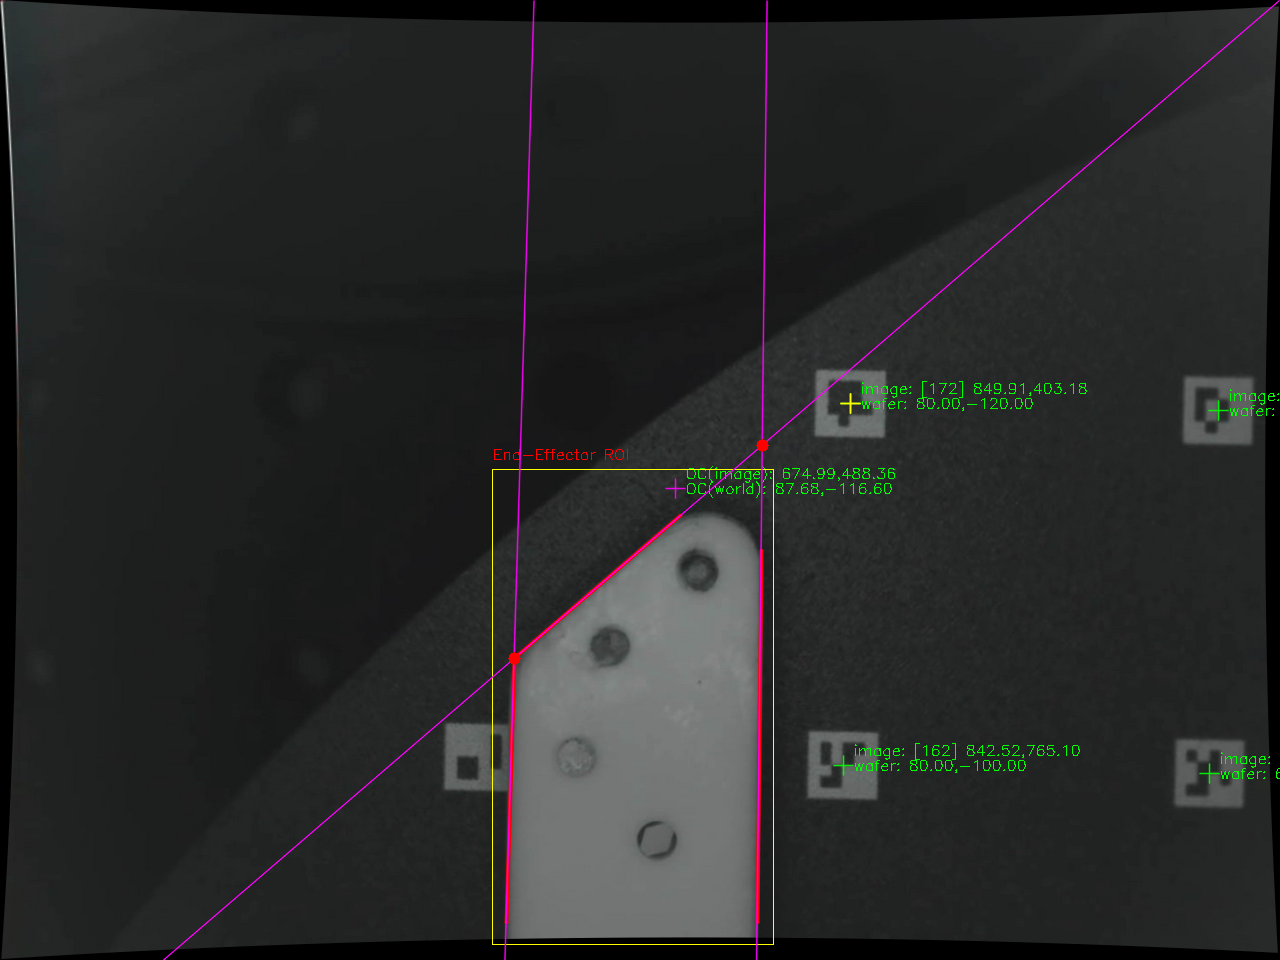 image: [172] 849.91,403.18
wafer: 80.00,-120.00
image:
wafer:
End-Effector ROI
OC(image): 674.99,488.36
OC(world): 87.68,-116.60
image: [162] 842.52,765.10
wafer: 80.00,-100.00
image:
wafer: 6